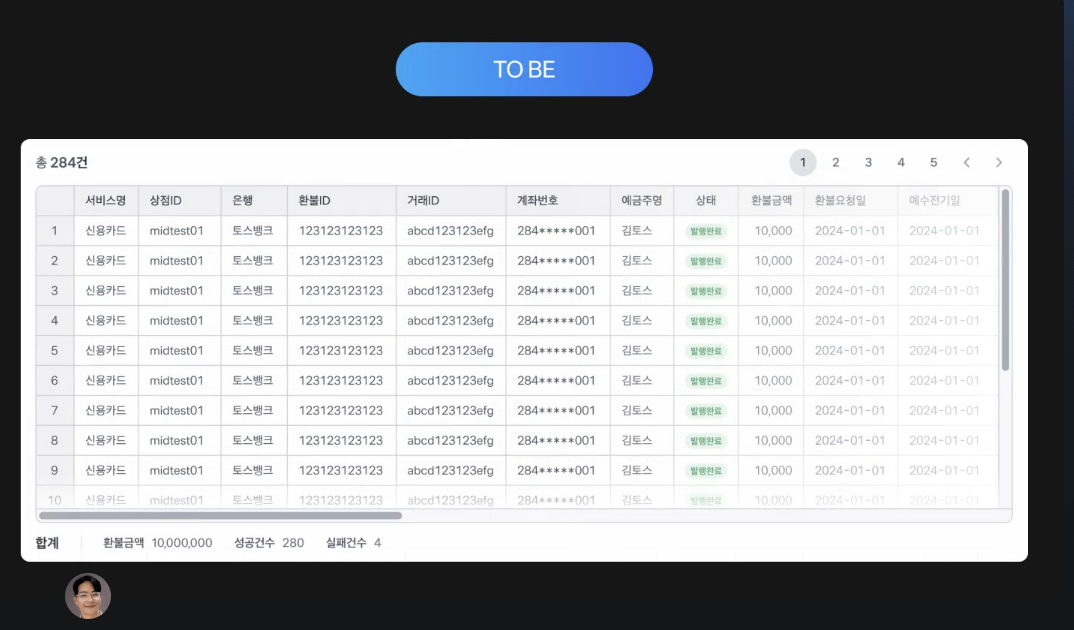 TO BE
총 284건 1 2 3 4 5
서비스명 상점ID 은행 환불ID 거래ID 계좌번호 예금주명 상태 환불금액 환불요청일 예수전기일
1 신용카드 midtest01 토스뱅크 123123123123 abcd123123efg 284*****001 김토스 발행완료 10,000 2024-01-01 2024-01-01
2 신용카드 midtest01 토스뱅크 123123123123 abcd123123efg 284*****001 김토스 발행완료 10,000 2024-01-01 2024-01-01
3 신용카드 midtest01 토스뱅크 123123123123 abcd123123efg 284*****001 김토스 발행완료 10,000 2024-01-01 2024-01-01
4 신용카드 midtest01 토스뱅크 123123123123 abcd123123efg 284*****001 김토스 발행완료 10,000 2024-01-01 2024-01-01
5 신용카드 midtest01 토스뱅크 123123123123 abcd123123efg 284*****001 김토스 발행완료 10,000 2024-01-01 2024-01-01
6 신용카드 midtest01 토스뱅크 123123123123 abcd123123efg 284*****001 김토스 발행완료 10,000 2024-01-01 2024-01-01
7 신용카드 midtest01 토스뱅크 123123123123 abcd123123efg 284*****001 김토스 발행완료 10,000 2024-01-01 2024-01-01
8 신용카드 midtest01 토스뱅크 123123123123 abcd123123efg 284*****001 김토스 발행완료 10,000 2024-01-01 2024-01-01
9 신용카드 midtest01 토스뱅크 123123123123 abcd123123efg 284*****001 김토스 발행완료 10,000 2024-01-01 2024-01-01
10 신용카드 midtest01 토스뱅크 123123123123 abcd123123efg 284*****001 김토스 발행완료 10,000 2024-01-01 2024-01-01
합계 환불금액 10,000,000 성공건수 280 실패건수 4